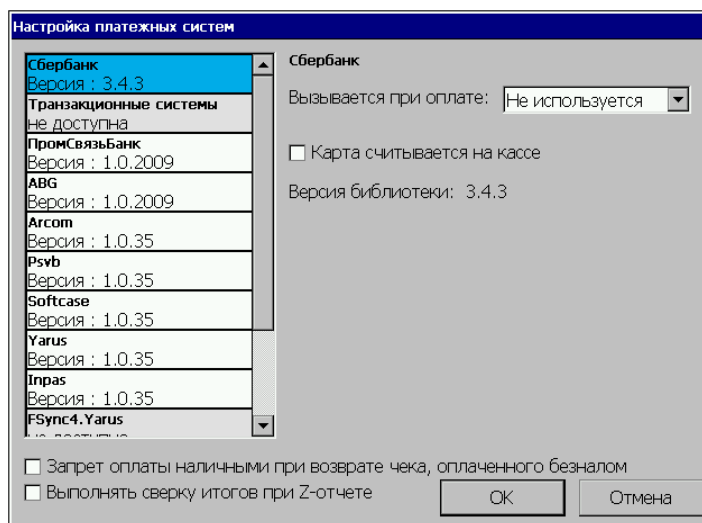 Настройка платежных систем
Сбербанк
Версия : 3.4.3
Транзакционные системы
не доступна
ПромСвязьБанк
Версия : 1.0.2009
ABG
Версия : 1.0.2009
Arcom
Версия : 1.0.35
Psvb
Версия : 1.0.35
Softcase
Версия : 1.0.35
Yarus
Версия : 1.0.35
Inpas
Версия : 1.0.35
FSync4.Yarus
не доступна
Сбербанк
Вызывается при оплате: Не используется
Карта считывается на кассе
Версия библиотеки: 3.4.3
Запрет оплаты наличными при возврате чека, оплаченного безналом
Выполнять сверку итогов при Z-отчете
OK
Отмена